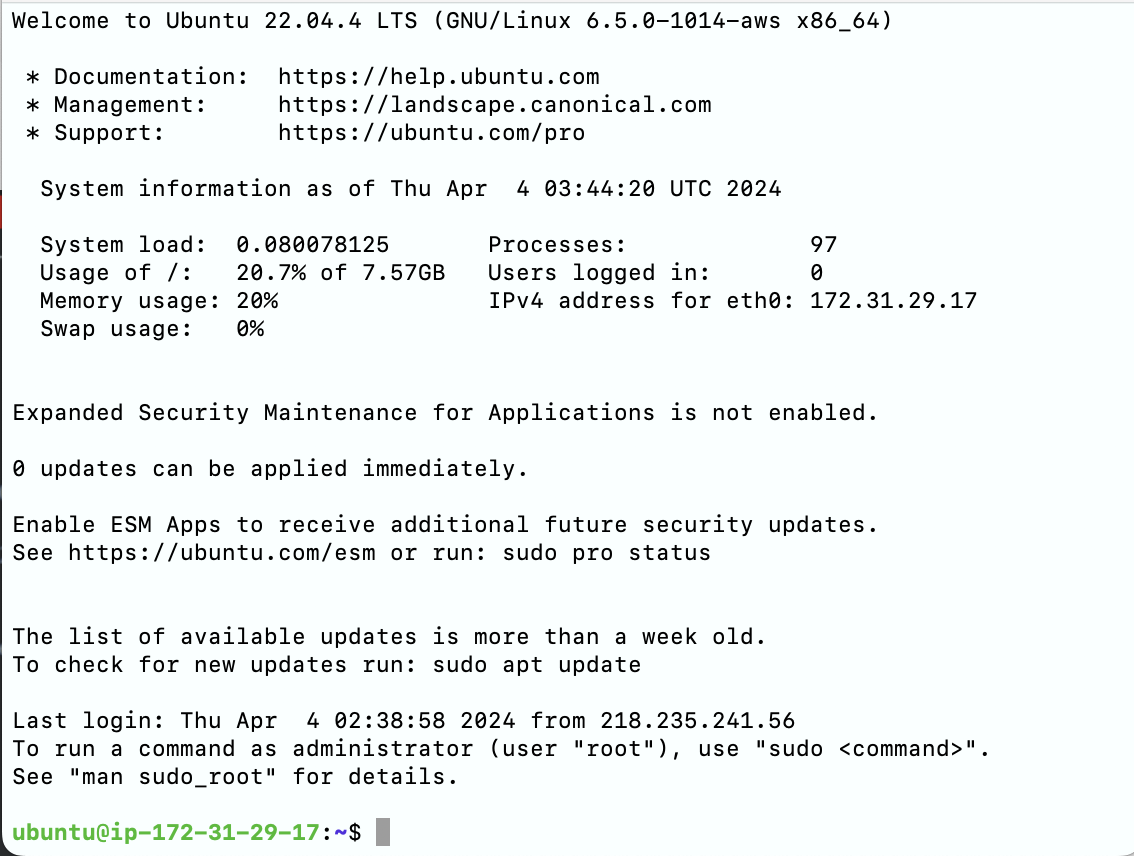 Welcome to Ubuntu 22.04.4 LTS (GNU/Linux 6.5.0-1014-aws x86_64)

 * Documentation:  https://help.ubuntu.com
 * Management:     https://landscape.canonical.com
 * Support:        https://ubuntu.com/pro

  System information as of Thu Apr  4 03:44:20 UTC 2024

  System load:  0.080078125       Processes:             97
  Usage of /:   20.7% of 7.57GB   Users logged in:       0
  Memory usage: 20%               IPv4 address for eth0: 172.31.29.17
  Swap usage:   0%


Expanded Security Maintenance for Applications is not enabled.

0 updates can be applied immediately.

Enable ESM Apps to receive additional future security updates.
See https://ubuntu.com/esm or run: sudo pro status


The list of available updates is more than a week old.
To check for new updates run: sudo apt update

Last login: Thu Apr  4 02:38:58 2024 from 218.235.241.56
To run a command as administrator (user "root"), use "sudo <command>".
See "man sudo_root" for details.

ubuntu@ip-172-31-29-17:~$